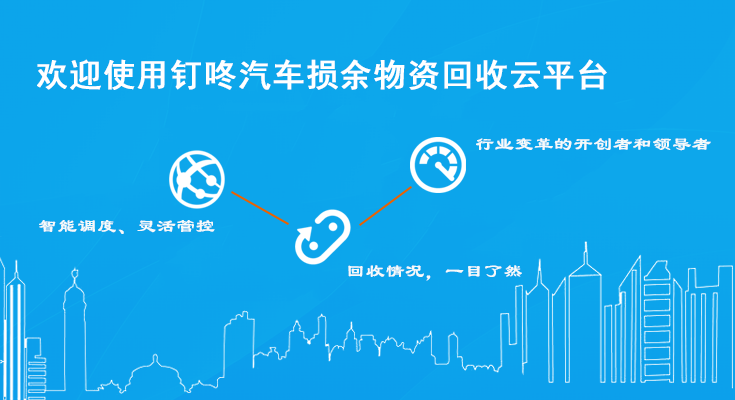 欢迎使用钉咚汽车损余物资回收云平台
行业变革的开创者和领导者
智能调度、灵活管控
回收情况，一目了然